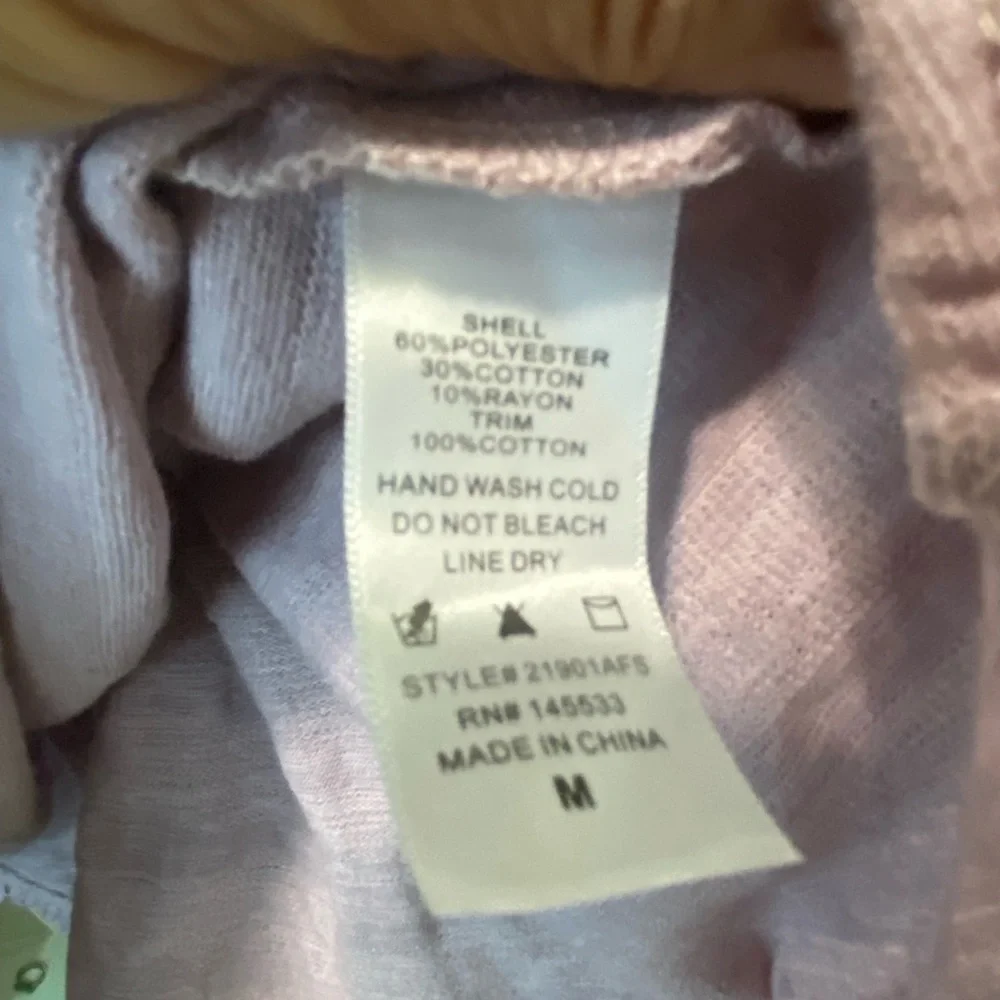 SHELL
60%POLYESTER
30%COTTON
10%RAYON
TRIM
100%COTTON
HAND WASH COLD
DO NOT BLEACH
LINE DRY
STYLE# 21901AFS
RN# 145533
MADE IN CHINA
M